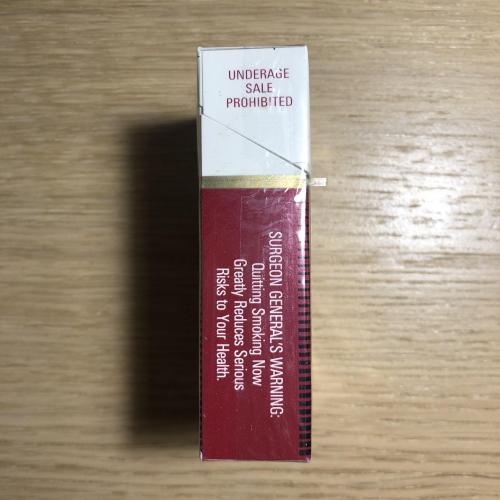 UNDERAGE
SALE
PROHIBITED
SURGEON GENERAL'S WARNING:
Quitting Smoking Now
Greatly Reduces Serious
Risks to Your Health.